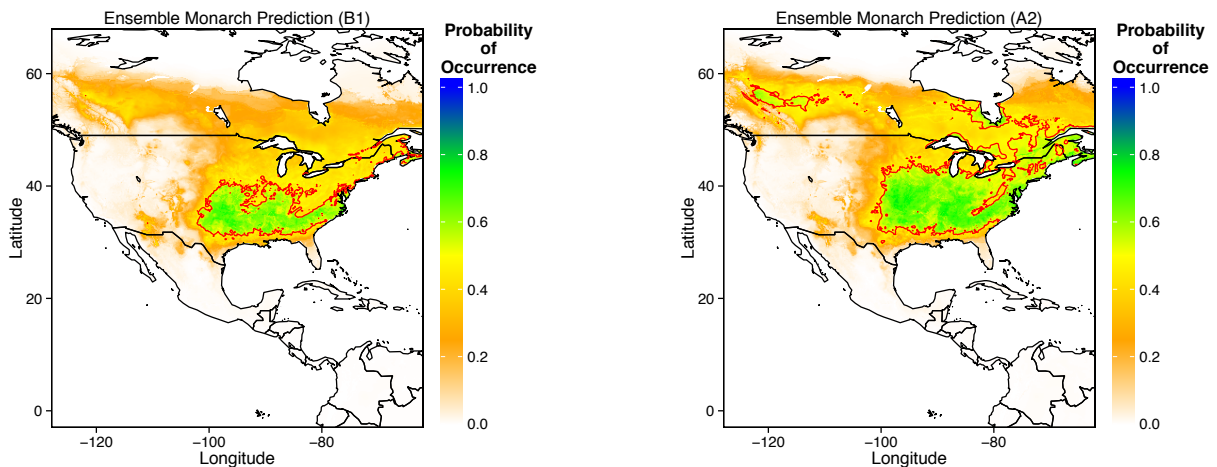 Ensemble Monarch Prediction (B1)
Probability
of
Occurrence
1.0
0.8
0.6
0.4
0.2
0.0
60
40
20
0
Latitude
−120
−100
−80
Longitude
Ensemble Monarch Prediction (A2)
Probability
of
Occurrence
1.0
0.8
0.6
0.4
0.2
0.0
60
40
20
0
Latitude
−120
−100
−80
Longitude